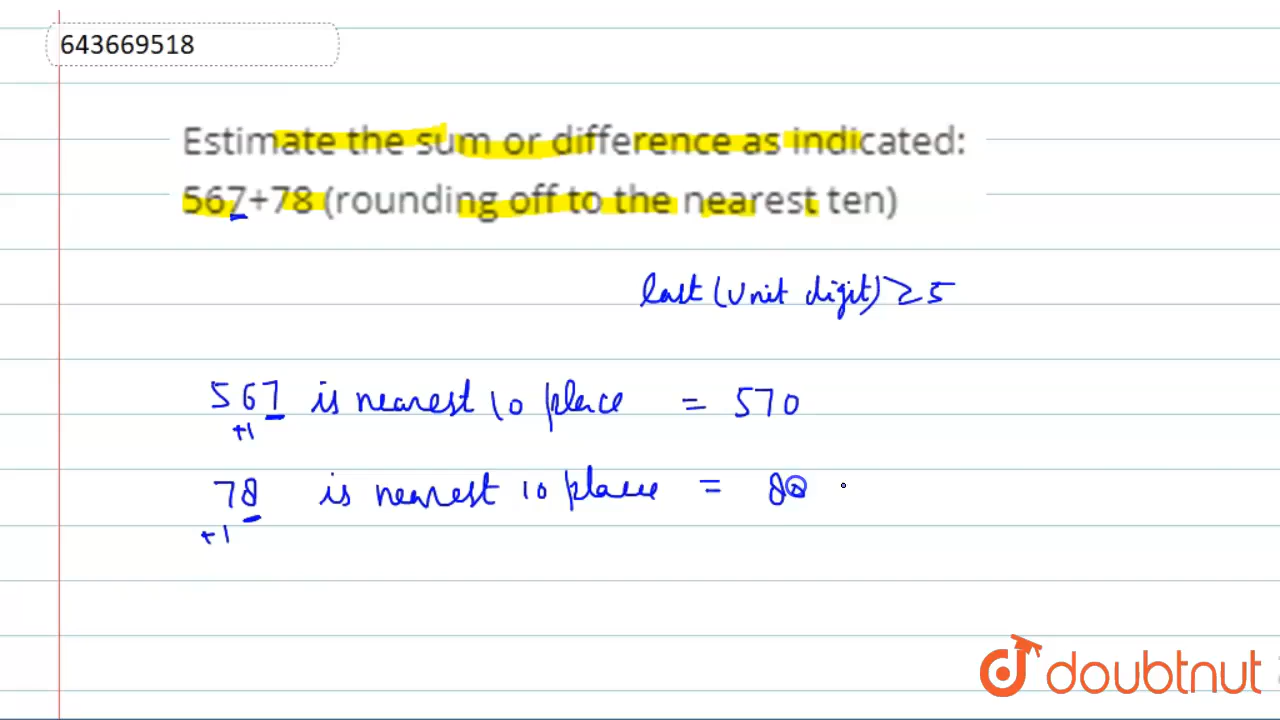 643669518
Estimate the sum or difference as indicated:
567+78 (rounding off to the nearest ten)
last (Unit digit) ≥ 5
567 is nearest 10 place = 570
+1
78 is nearest 10 place = 80
+1
doubtnut